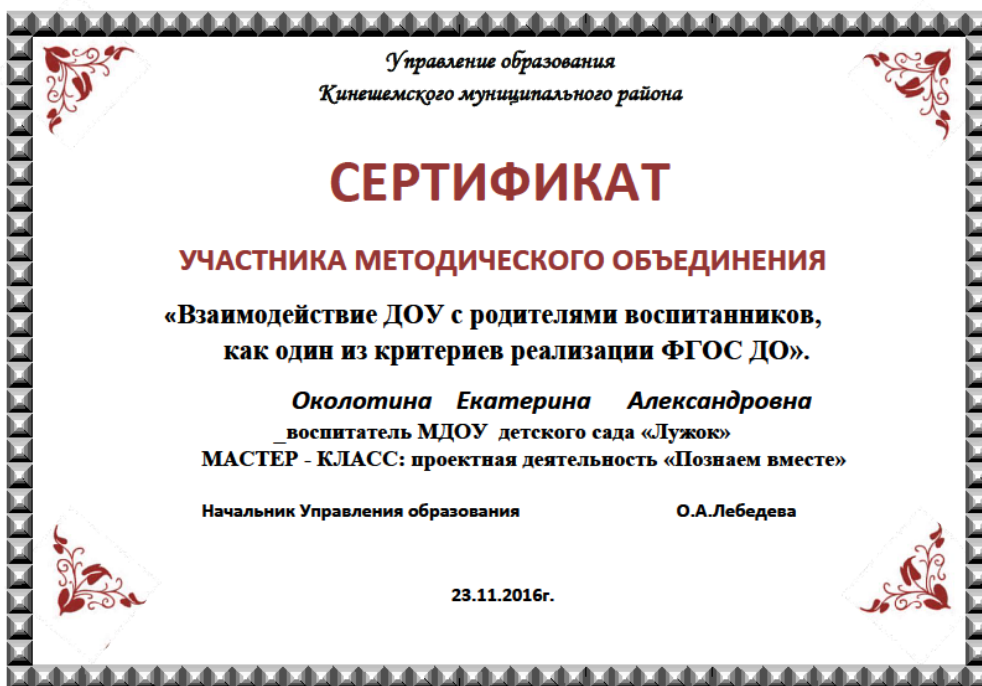 Управление образования
Кинешемского муниципального района
СЕРТИФИКАТ
УЧАСТНИКА МЕТОДИЧЕСКОГО ОБЪЕДИНЕНИЯ
«Взаимодействие ДОУ с родителями воспитанников,
как один из критериев реализации ФГОС ДО».
Околотина Екатерина Александровна
_воспитатель МДОУ детского сада «Лужок»
МАСТЕР - КЛАСС: проектная деятельность «Познаем вместе»
Начальник Управления образования О.А.Лебедева
23.11.2016г.